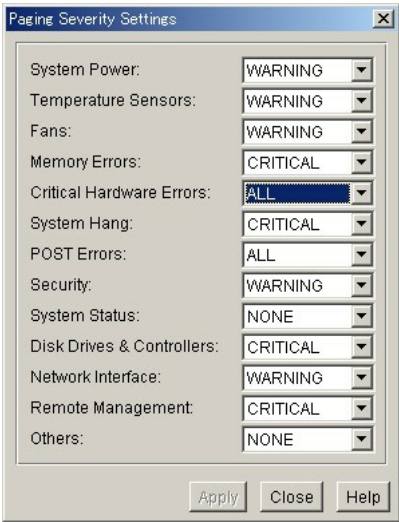 Paging Severity Settings
System Power: WARNING
Temperature Sensors: WARNING
Fans: WARNING
Memory Errors: CRITICAL
Critical Hardware Errors: ALL
System Hang: CRITICAL
POST Errors: ALL
Security: WARNING
System Status: NONE
Disk Drives & Controllers: CRITICAL
Network Interface: WARNING
Remote Management: CRITICAL
Others: NONE
Apply Close Help